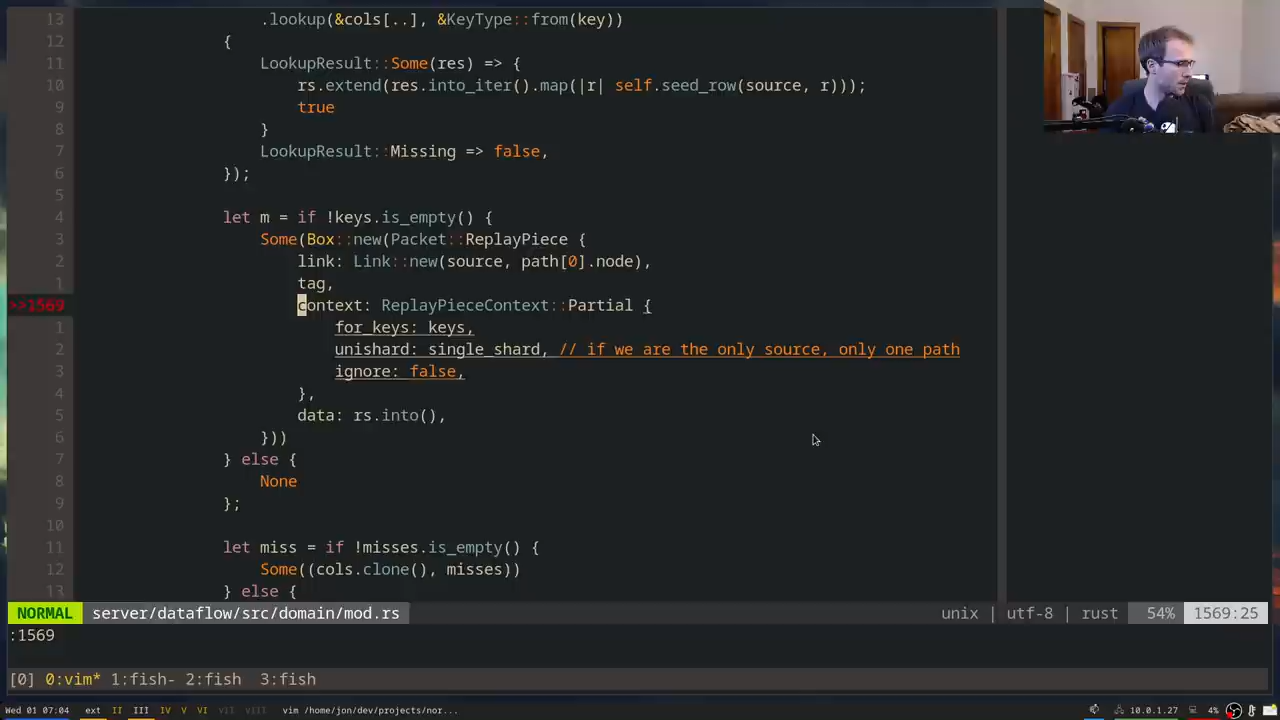 13 .lookup(&cols[..], &KeyType::from(key))
12 {
11 LookupResult::Some(res) => {
10 rs.extend(res.into_iter().map(|r| self.seed_row(source, r)));
9 true
8 }
7 LookupResult::Missing => false,
6 });
5
4 let m = if !keys.is_empty() {
3 Some(Box::new(Packet::ReplayPiece {
2 link: Link::new(source, path[0].node),
1 tag,
>>1569 context: ReplayPieceContext::Partial {
1 for_keys: keys,
2 unishard: single_shard, // if we are the only source, only one path
3 ignore: false,
4 },
5 data: rs.into(),
6 }))
7 } else {
8 None
9 };
10
11 let miss = if !misses.is_empty() {
12 Some((cols.clone(), misses))
13 } else {
NORMAL server/dataflow/src/domain/mod.rs unix | utf-8 | rust 54% 1569:25
:1569
[0] 0:vim* 1:fish- 2:fish 3:fish
Wed 01 07:04 ext II III IV V VI VII VIII vim /home/jon/dev/projects/nor... 10.0.1.27 4%